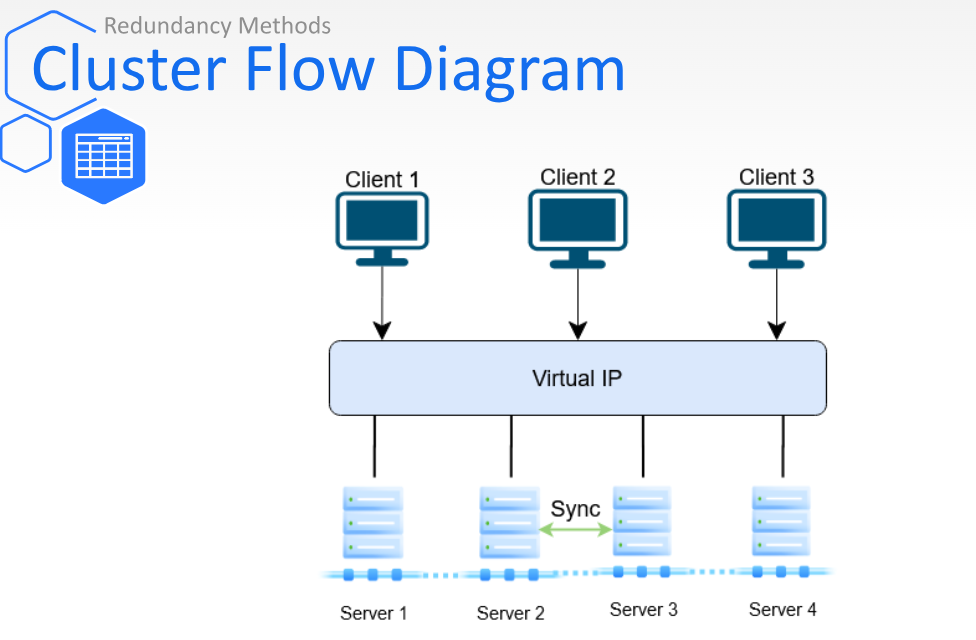 Redundancy Methods
Cluster Flow Diagram
Client 1
Client 2
Client 3
Virtual IP
Sync
Server 1
Server 2
Server 3
Server 4